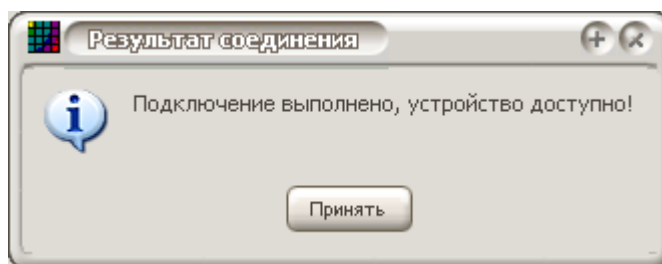 Результат соединения
Подключение выполнено, устройство доступно!
Принять